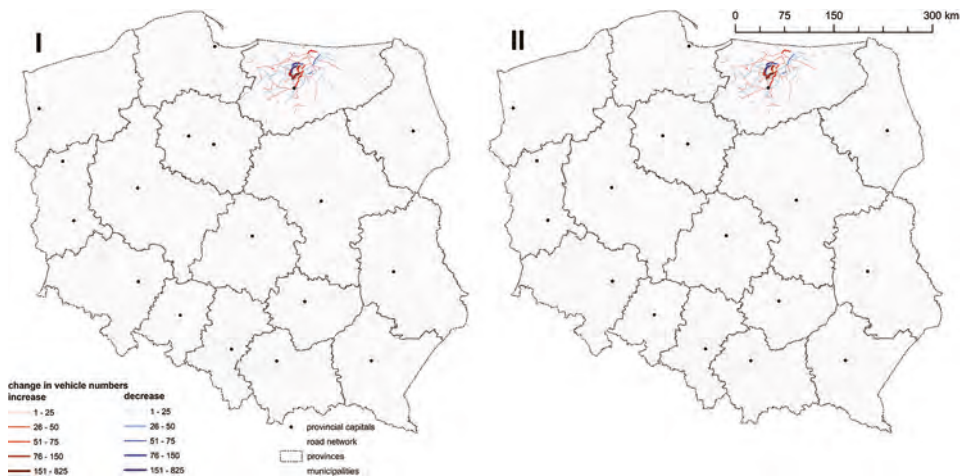 I
II
0 75 150 300 km
change in vehicle numbers
increase
decrease
1 - 25
26 - 50
51 - 75
76 - 150
151 - 825
1 - 25
26 - 50
51 - 75
76 - 150
151 - 825
provincial capitals
road network
provinces
municipalities